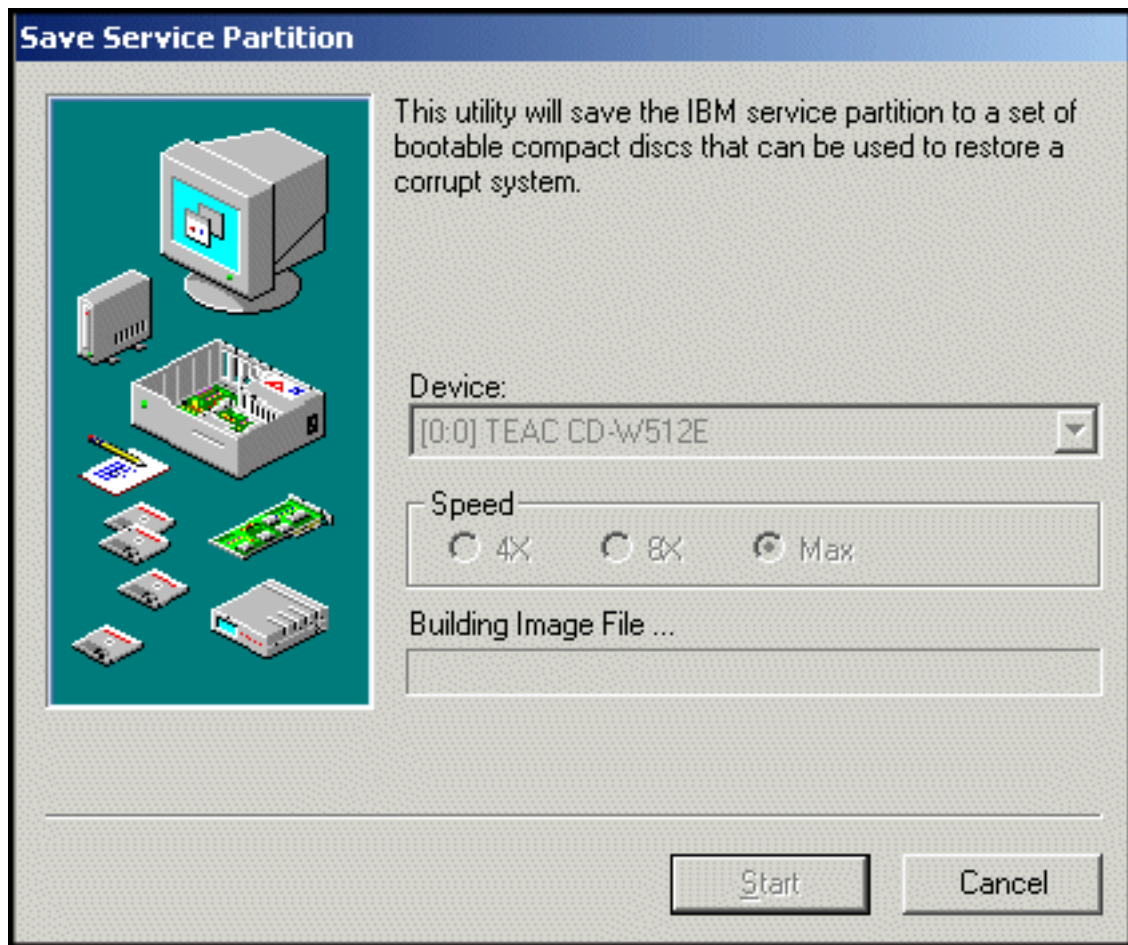 Save Service Partition
This utility will save the IBM service partition to a set of
bootable compact discs that can be used to restore a
corrupt system.
Device:
[0:0] TEAC CD-W512E
Speed
4X 8X Max
Building Image File ...
Start Cancel